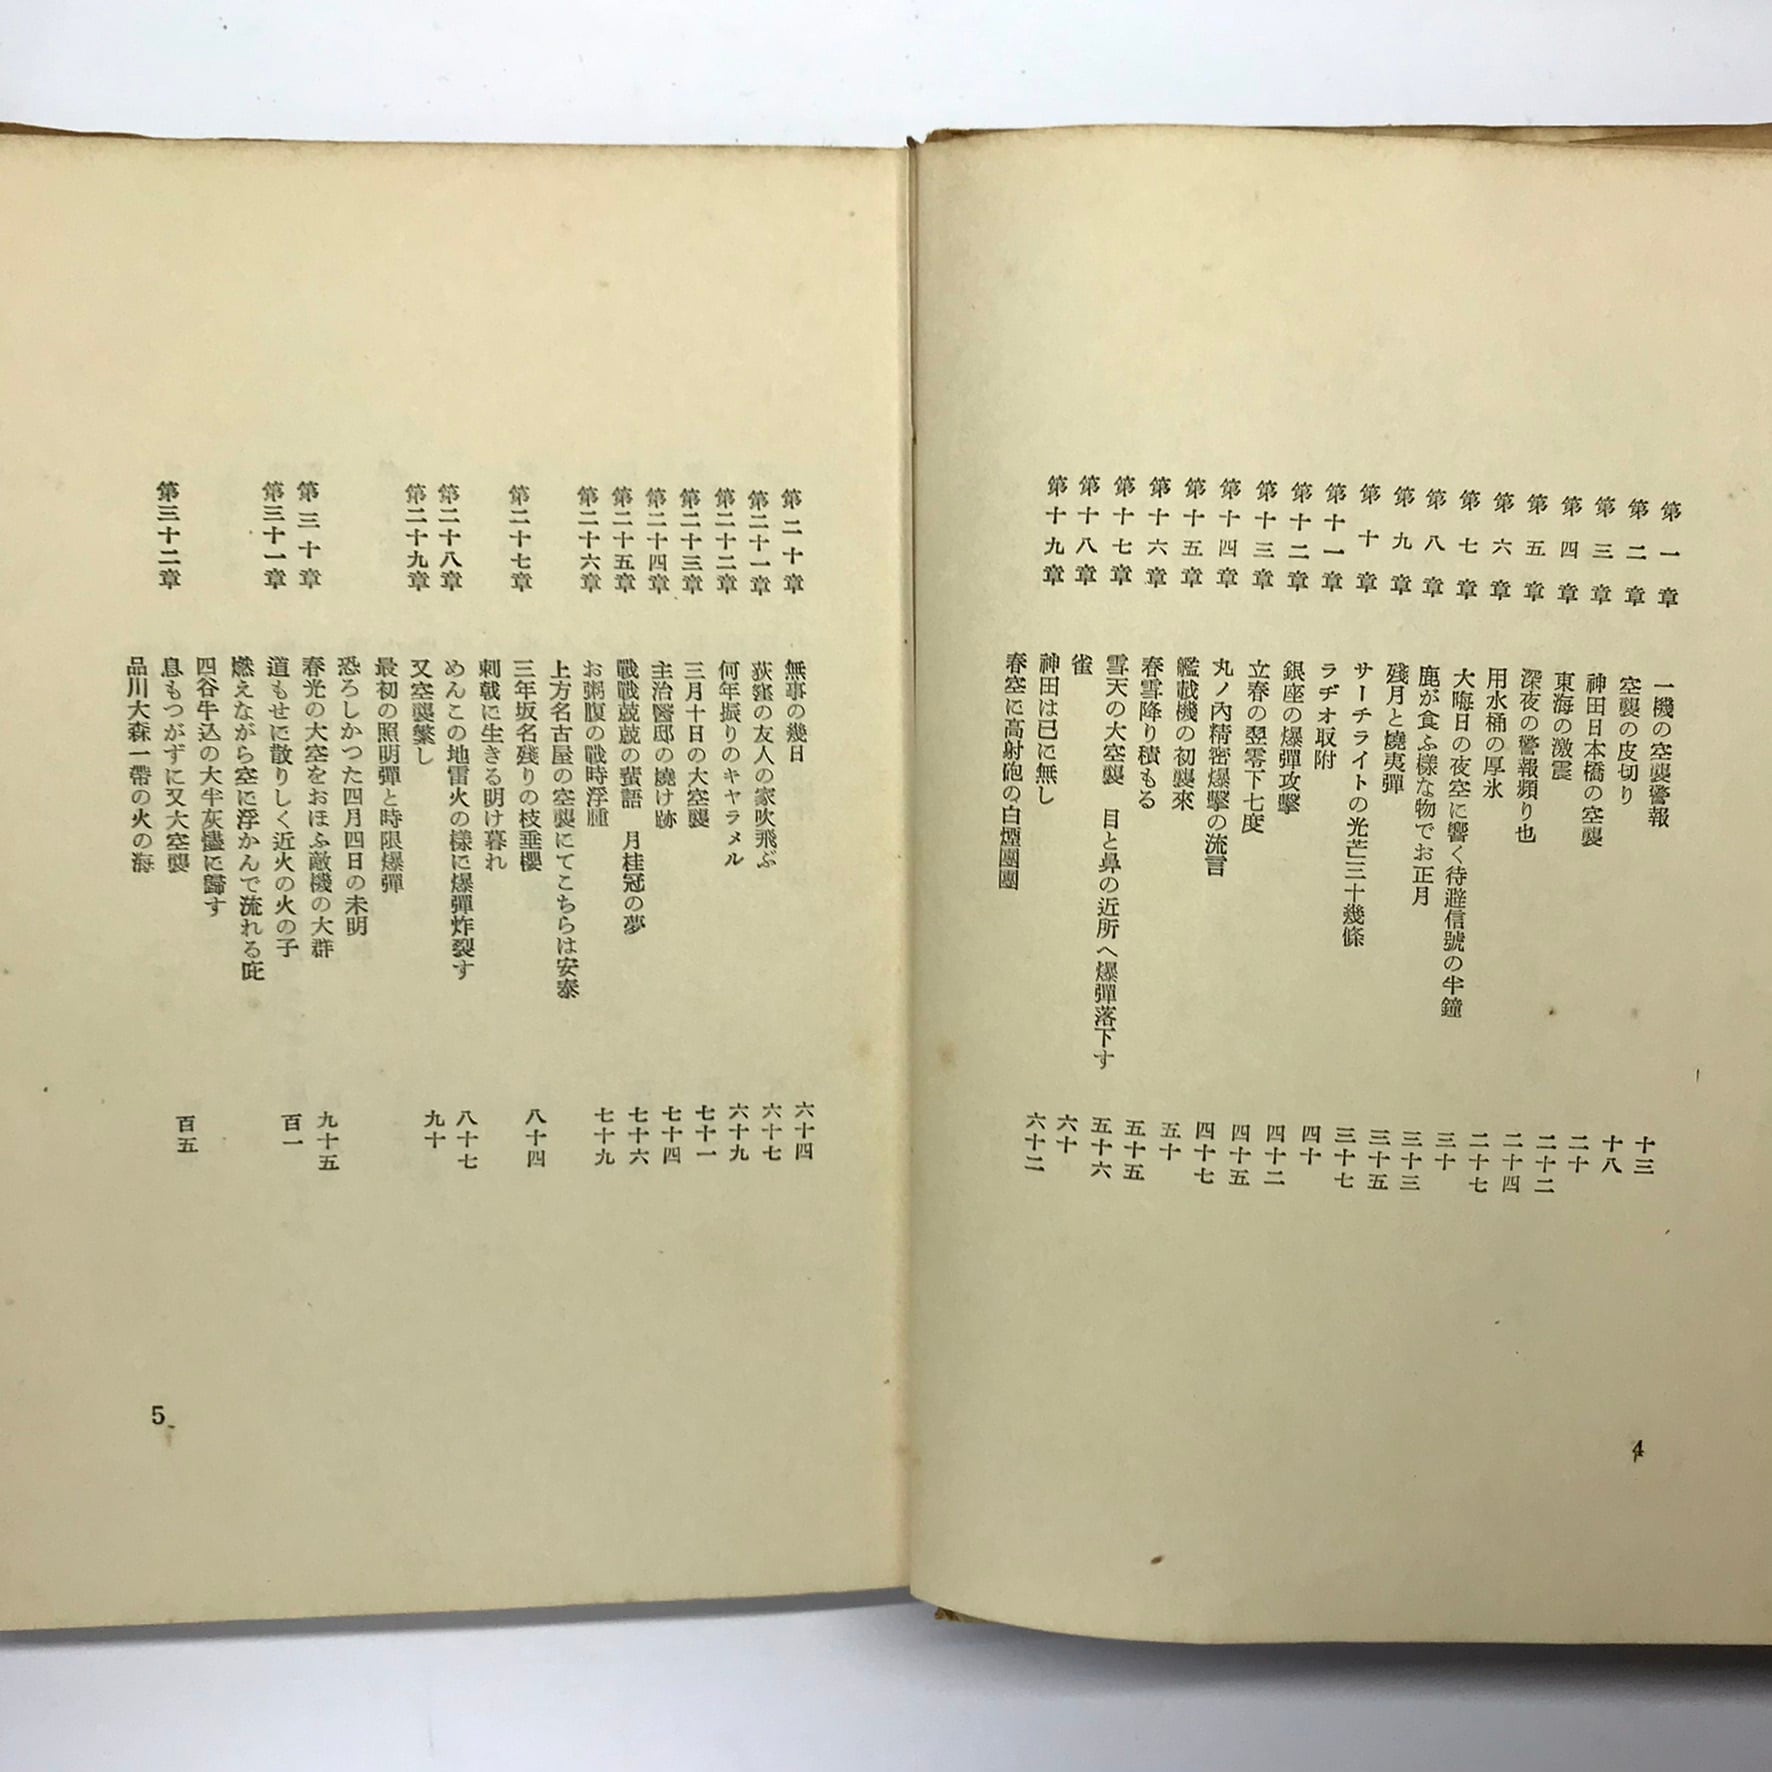 第一章 一機の空襲警報 十三
第二章 空襲の皮切り 十八
第三章 神田日本橋の空襲 二十
第四章 東海の激震 二十二
第五章 深夜の警報頻り也 二十四
第六章 用水桶の厚氷 二十七
第七章 大晦日の夜空に響く待避信號の半鐘 三十
第八章 鹿が食ふ樣な物でお正月 三十三
第九章 殘月と燒夷彈 三十五
第十章 サーチライトの光芒三十幾條 三十七
第十一章 ラヂオ取附 四十
第十二章 銀座の爆彈攻擊 四十二
第十三章 立春の翌零下七度 四十五
第十四章 丸ノ內精密爆擊の流言 四十七
第十五章 艦載機の初襲來 五十
第十六章 春雪降り積もる 五十五
第十七章 雪天の大空襲　目と鼻の近所へ爆彈落下す 五十六
第十八章 雀 六十
第十九章 神田は已に無し 六十二
春空に高射砲の白煙團團
4
第二十章 無事の幾日 六十四
第二十一章 荻窪の友人の家吹飛ぶ 六十七
第二十二章 何年振りのキヤラメル 六十九
第二十三章 三月十日の大空襲 七十一
第二十四章 主治醫邸の燒け跡 七十四
第二十五章 戰戰兢兢の蜚語　月桂冠の夢 七十六
第二十六章 お粥腹の戰時浮腫 七十九
上方名古屋の空襲にてこちらは安泰
第二十七章 三年坂名殘りの枝垂櫻 八十四
刺戟に生きる明け暮れ
第二十八章 めんこの地雷火の樣に爆彈炸裂す 八十七
第二十九章 又空襲繁し 九十
最初の照明彈と時限爆彈
恐ろしかつた四月四日の未明
第三十章 春光の大空をおほふ敵機の大群 九十五
第三十一章 道もせに散りしく近火の火の子 百一
燃えながら空に浮かんで流れる庇
四谷牛込の大半灰燼に歸す
第三十二章 息もつがずに又大空襲 百五
品川大森一帶の火の海
5